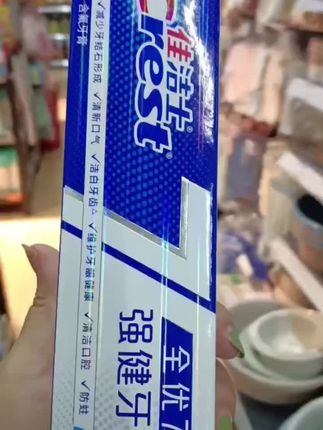 佳洁士®
Crest®
7
全优7
强健牙
✓减少牙结石形成 ✓清新口气 ✓洁白牙齿 ✓维护牙龈健康 ✓清洁口腔 ✓防蛀
含氟牙膏